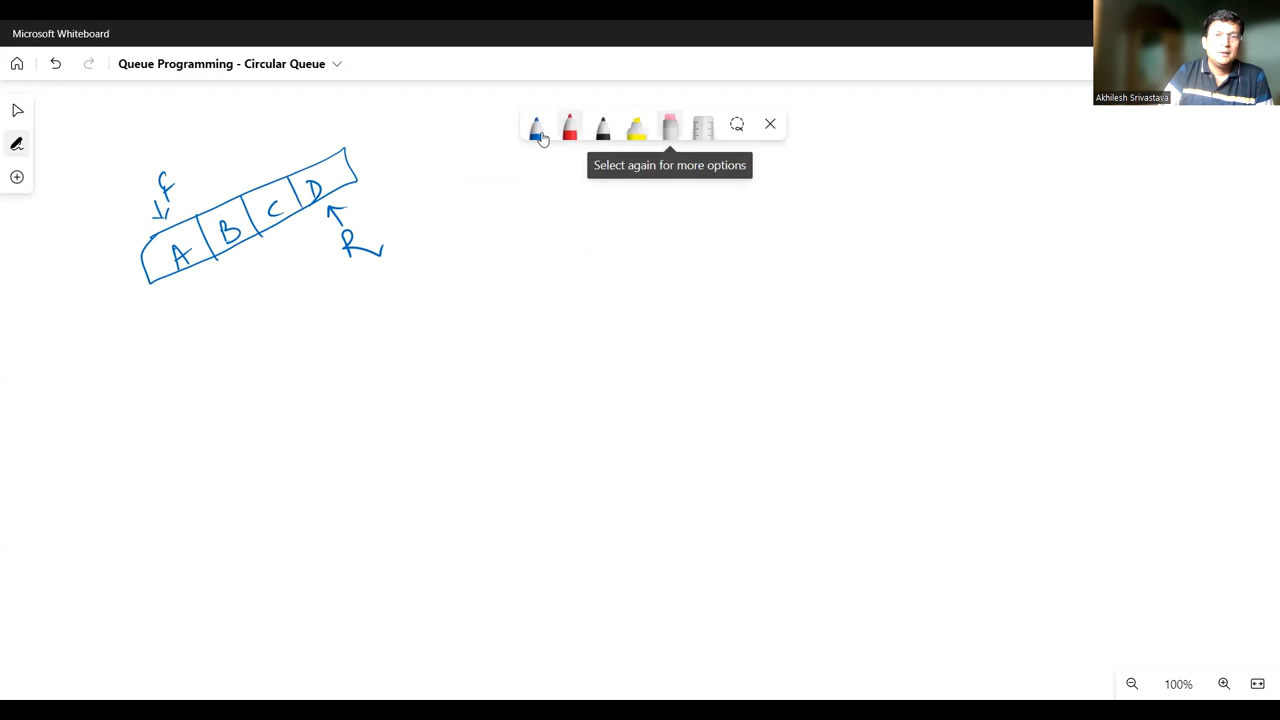 Microsoft Whiteboard
Queue Programming - Circular Queue
Akhilesh Srivastava
Select again for more options
f
A B C D
R
100%